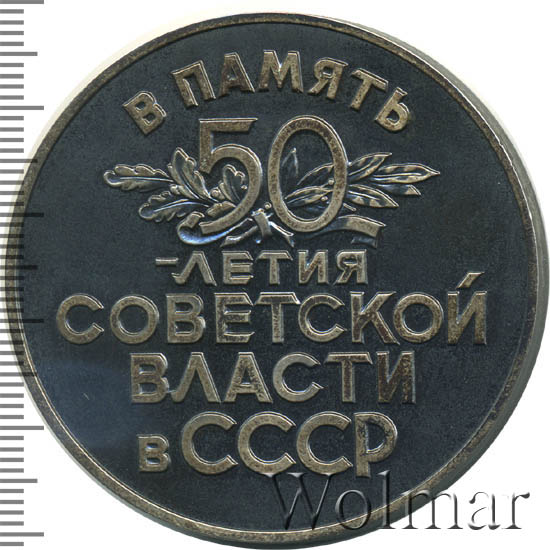 В ПАМЯТЬ
50
-ЛЕТИЯ
СОВЕТСКОЙ
ВЛАСТИ
В СССР
Wolmar